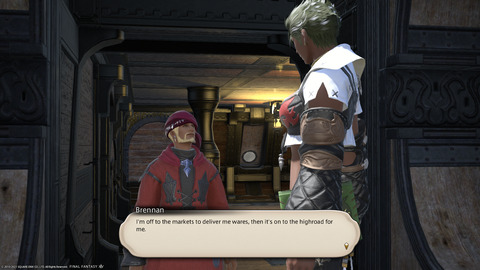 Brennan
I'm off to the markets to deliver me wares, then it's on to the highroad for
me.
FINAL FANTASY XIV